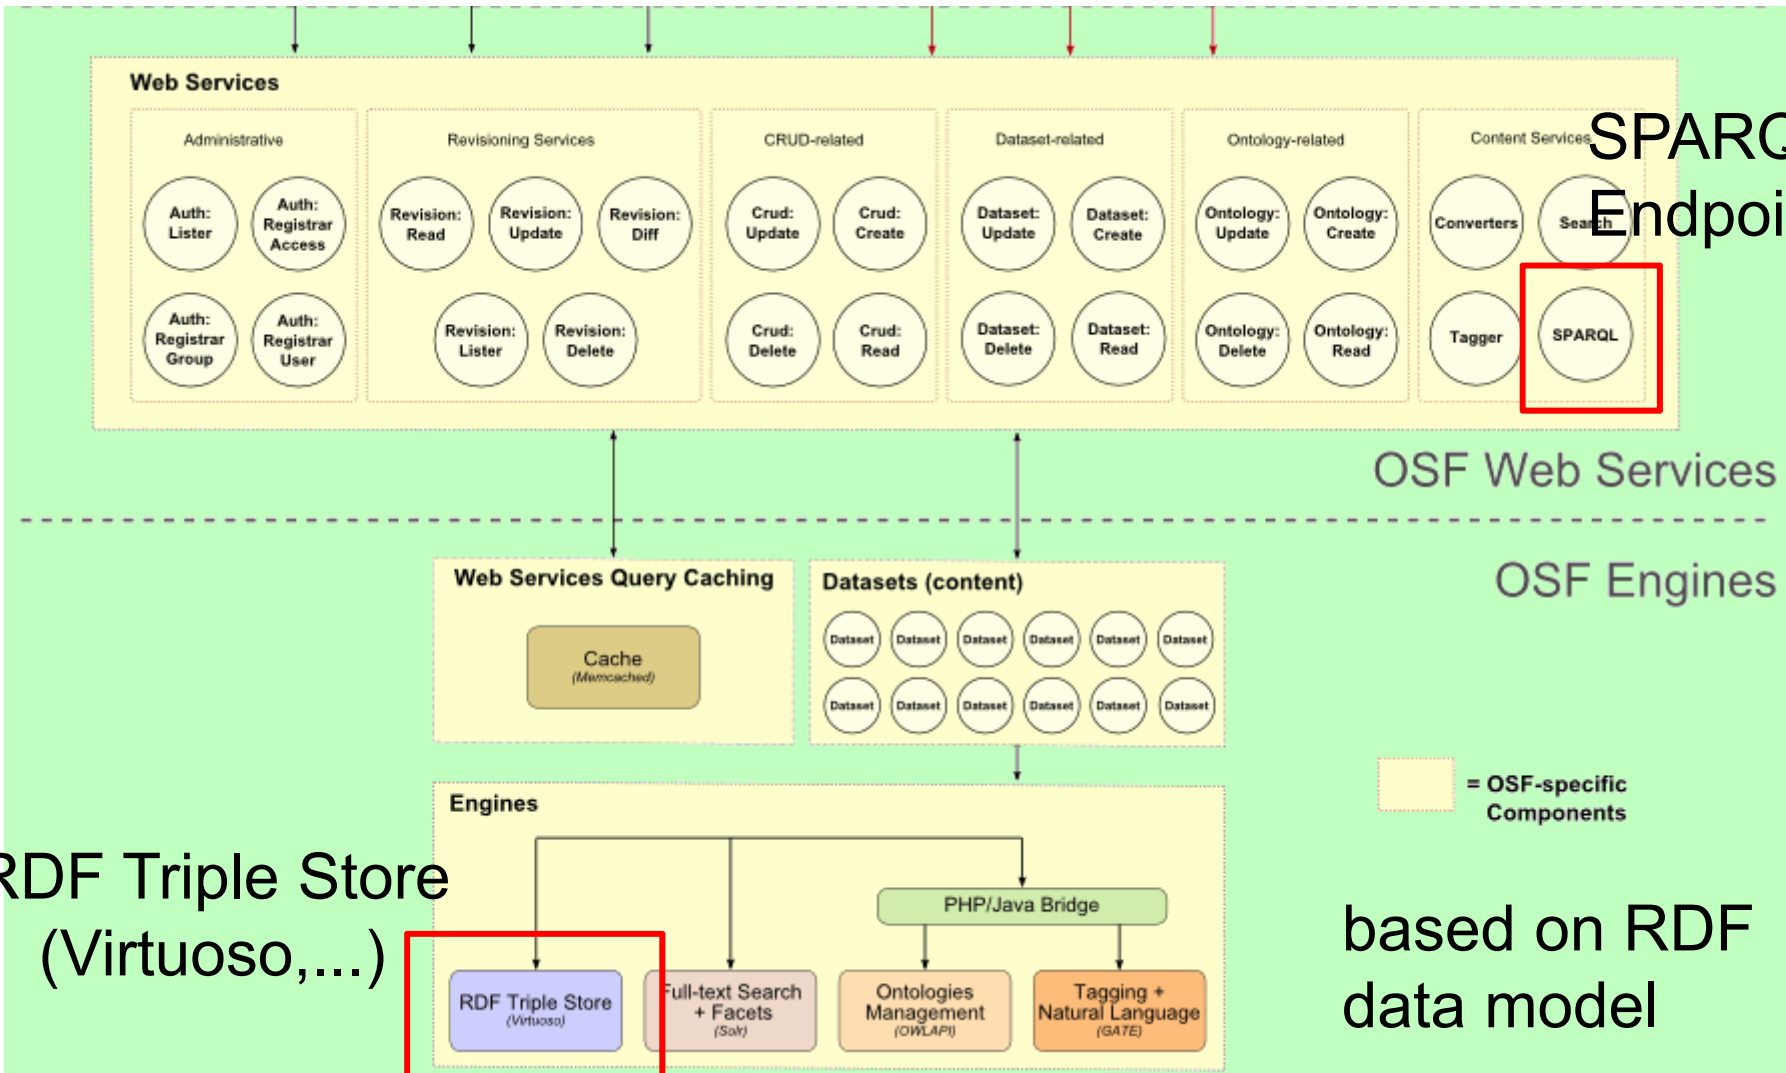 Web Services
Administrative
Revisioning Services
CRUD-related
Dataset-related
Ontology-related
Content Services
SPARQ
Endpoi
Auth:
Lister
Auth:
Registrar
Access
Revision:
Read
Revision:
Update
Revision:
Diff
Crud:
Update
Crud:
Create
Dataset:
Update
Dataset:
Create
Ontology:
Update
Ontology:
Create
Converters
Search
Auth:
Registrar
Group
Auth:
Registrar
User
Revision:
Lister
Revision:
Delete
Crud:
Delete
Crud:
Read
Dataset:
Delete
Dataset:
Read
Ontology:
Delete
Ontology:
Read
Tagger
SPARQL
OSF Web Services
OSF Engines
Web Services Query Caching
Cache
(Memcached)
Datasets (content)
Dataset Dataset Dataset Dataset Dataset Dataset
Dataset Dataset Dataset Dataset Dataset Dataset
= OSF-specific
Components
Engines
RDF Triple Store
(Virtuoso,...)
PHP/Java Bridge
RDF Triple Store
(Virtuoso)
Full-text Search
+ Facets
(Solr)
Ontologies
Management
(OWLAPI)
Tagging +
Natural Language
(GATE)
based on RDF
data model